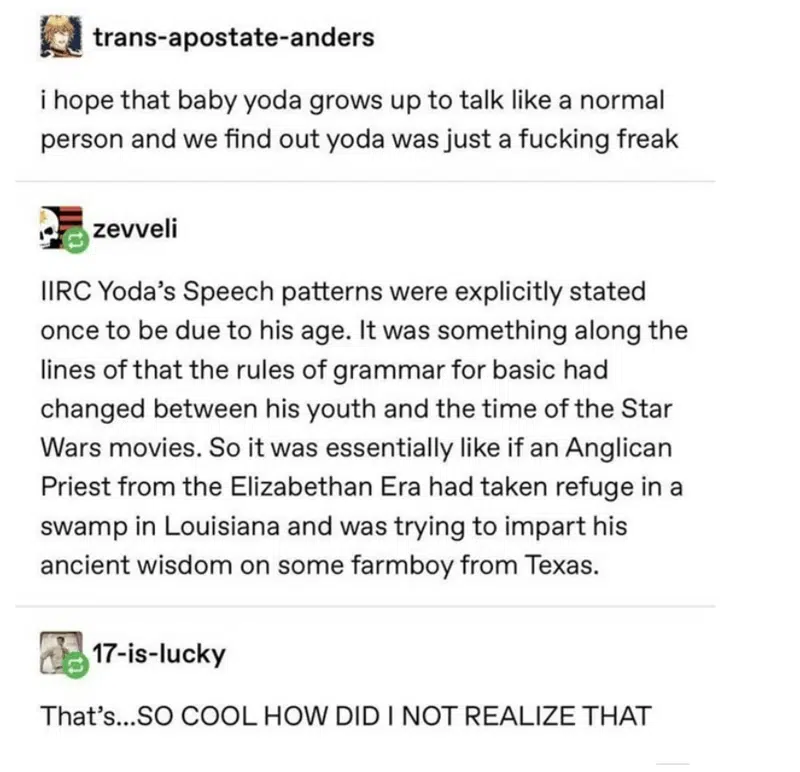 trans-apostate-anders
i hope that baby yoda grows up to talk like a normal
person and we find out yoda was just a fucking freak
zevveli
IIRC Yoda’s Speech patterns were explicitly stated
once to be due to his age. It was something along the
lines of that the rules of grammar for basic had
changed between his youth and the time of the Star
Wars movies. So it was essentially like if an Anglican
Priest from the Elizabethan Era had taken refuge in a
swamp in Louisiana and was trying to impart his
ancient wisdom on some farmboy from Texas.
17-is-lucky
That’s...SO COOL HOW DID I NOT REALIZE THAT